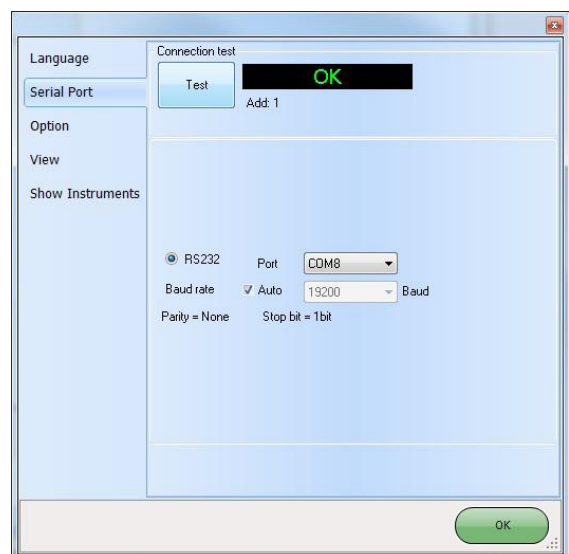 Language
Serial Port
Option
View
Show Instruments
Connection test
Test
OK
Add: 1
RS232 Port COM8
Baud rate Auto 19200 Baud
Parity = None Stop bit = 1bit
OK